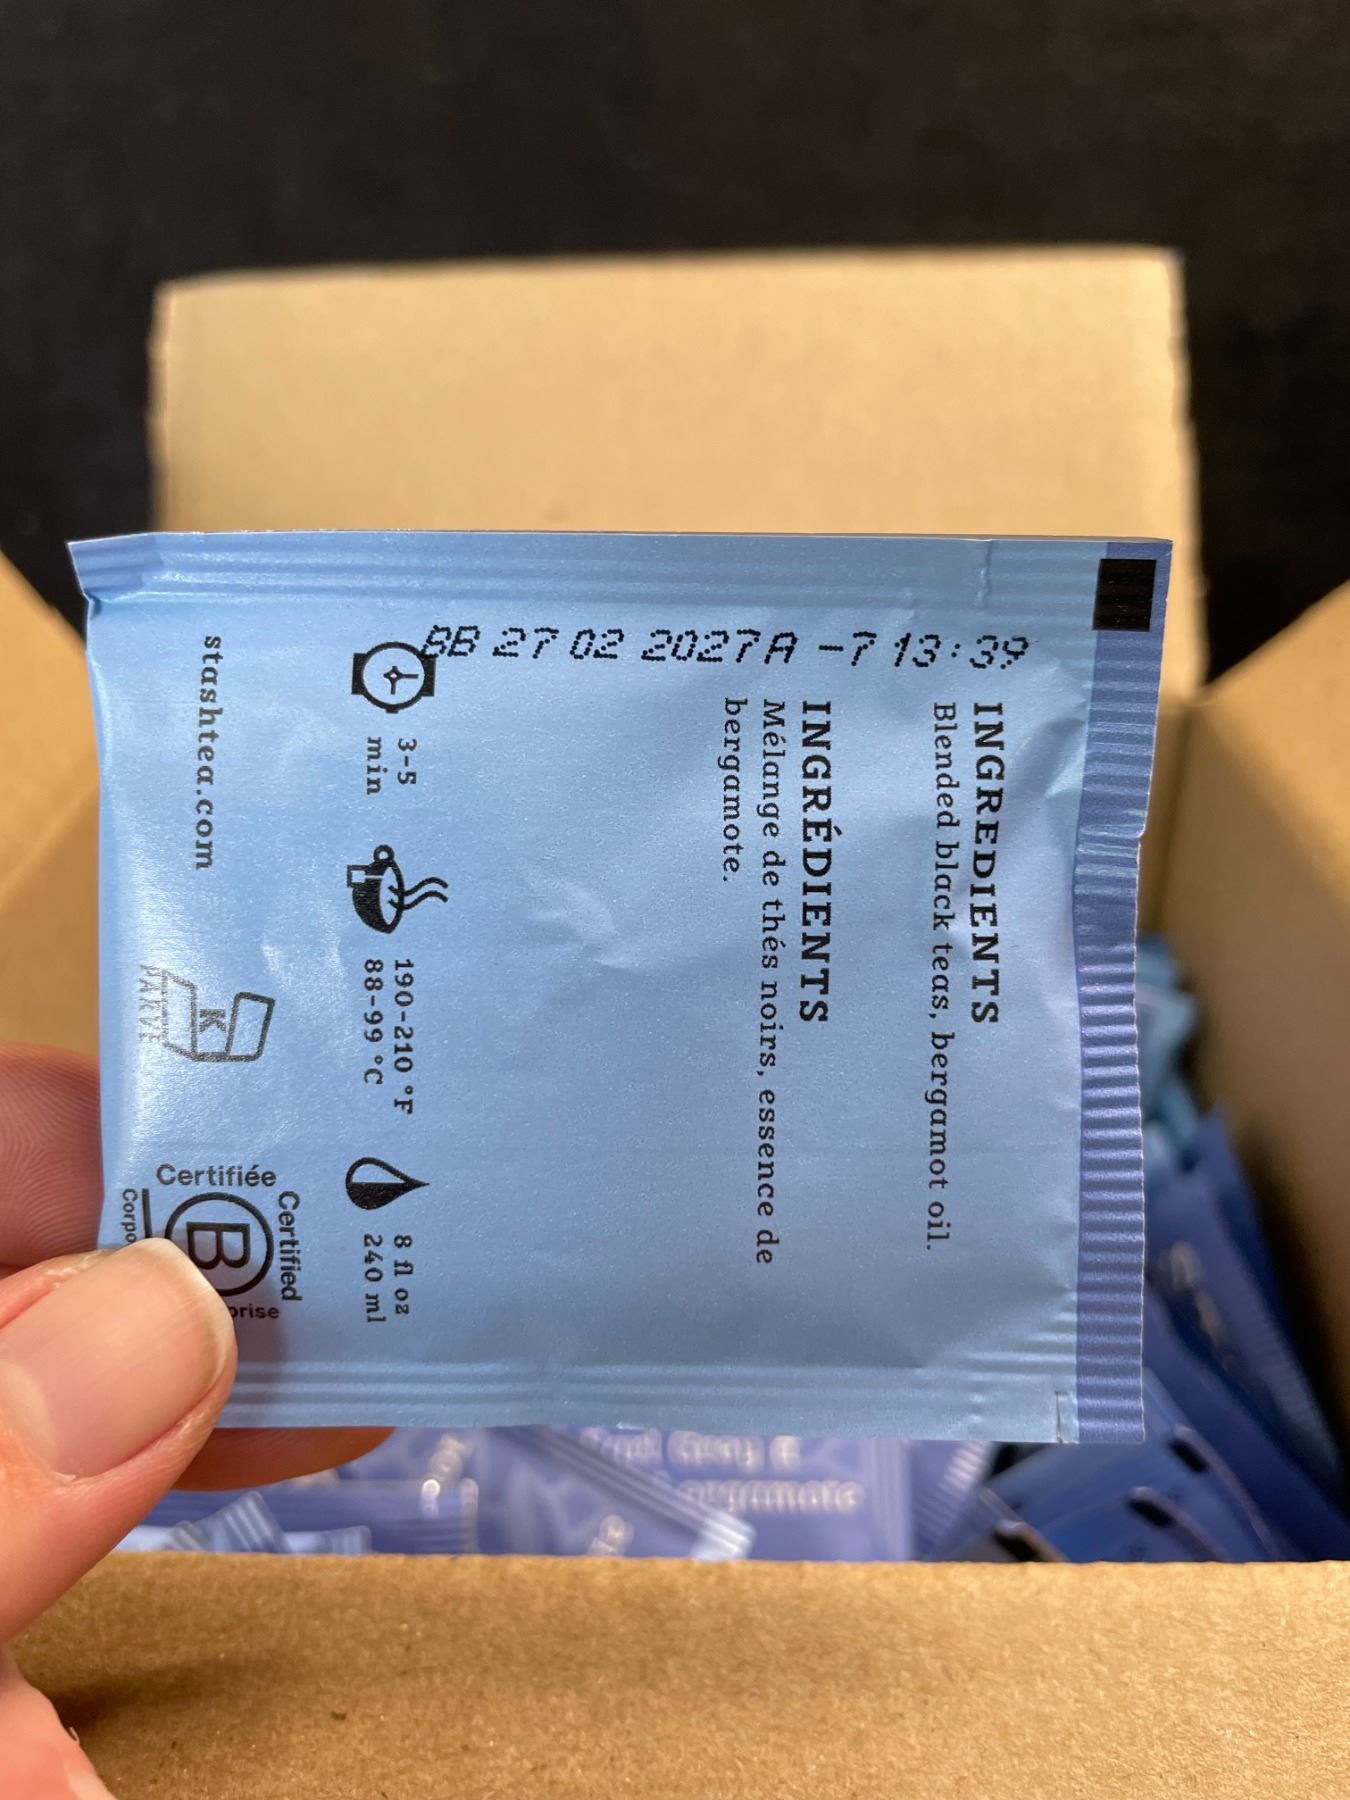 BB 27 02 2027 A -7 13:39
INGREDIENTS
Blended black teas, bergamot oil.
INGRÉDIENTS
Mélange de thés noirs, essence de
bergamote.
3-5
min
190-210 °F
88-99 °C
8 fl oz
240 ml
stashtea.com
K
PARVE
Certifiée
Certified
B